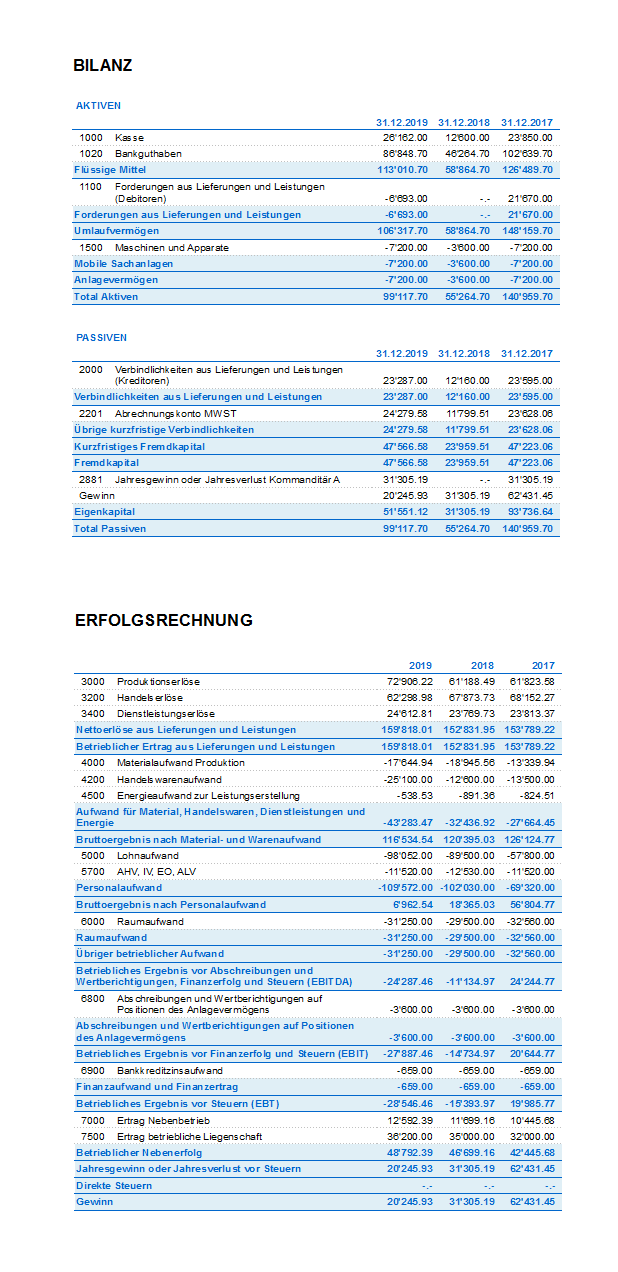 BILANZ
AKTIVEN
31.12.2019 31.12.2018 31.12.2017
1000 Kasse 26'162.00 12'600.00 23'850.00
1020 Bankguthaben 86'848.70 46'264.70 102'639.70
Flüssige Mittel 113'010.70 58'864.70 126'489.70
1100 Forderungen aus Lieferungen und Leistungen
(Debitoren) -6'693.00 -.- 21'670.00
Forderungen aus Lieferungen und Leistungen -6'693.00 -.- 21'670.00
Umlaufvermögen 106'317.70 58'864.70 148'159.70
1500 Maschinen und Apparate -7'200.00 -3'600.00 -7'200.00
Mobile Sachanlagen -7'200.00 -3'600.00 -7'200.00
Anlagevermögen -7'200.00 -3'600.00 -7'200.00
Total Aktiven 99'117.70 55'264.70 140'959.70
PASSIVEN
31.12.2019 31.12.2018 31.12.2017
2000 Verbindlichkeiten aus Lieferungen und Leistungen
(Kreditoren) 23'287.00 12'160.00 23'595.00
Verbindlichkeiten aus Lieferungen und Leistungen 23'287.00 12'160.00 23'595.00
2201 Abrechnungskonto MWST 24'279.58 11'799.51 23'628.06
Übrige kurzfristige Verbindlichkeiten 24'279.58 11'799.51 23'628.06
Kurzfristiges Fremdkapital 47'566.58 23'959.51 47'223.06
Fremdkapital 47'566.58 23'959.51 47'223.06
2881 Jahresgewinn oder Jahresverlust Kommanditär A 31'305.19 -.- 31'305.19
Gewinn 20'245.93 31'305.19 62'431.45
Eigenkapital 51'551.12 31'305.19 93'736.64
Total Passiven 99'117.70 55'264.70 140'959.70
ERFOLGSRECHNUNG
2019 2018 2017
3000 Produktionserlöse 72'906.22 61'188.49 61'823.58
3200 Handelserlöse 62'298.98 67'873.73 68'152.27
3400 Dienstleistungserlöse 24'612.81 23'769.73 23'813.37
Nettoerlöse aus Lieferungen und Leistungen 159'818.01 152'831.95 153'789.22
Betrieblicher Ertrag aus Lieferungen und Leistungen 159'818.01 152'831.95 153'789.22
4000 Materialaufwand Produktion -17'644.94 -18'945.56 -13'339.94
4200 Handelswarenaufwand -25'100.00 -12'600.00 -13'500.00
4500 Energieaufwand zur Leistungserstellung -538.53 -891.36 -824.51
Aufwand für Material, Handelswaren, Dienstleistungen und
Energie -43'283.47 -32'436.92 -27'664.45
Bruttoergebnis nach Material- und Warenaufwand 116'534.54 120'395.03 126'124.77
5000 Lohnaufwand -98'052.00 -89'500.00 -57'800.00
5700 AHV, IV, EO, ALV -11'520.00 -12'530.00 -11'520.00
Personalaufwand -109'572.00 -102'030.00 -69'320.00
Bruttoergebnis nach Personalaufwand 6'962.54 18'365.03 56'804.77
6000 Raumaufwand -31'250.00 -29'500.00 -32'560.00
Raumaufwand -31'250.00 -29'500.00 -32'560.00
Übriger betrieblicher Aufwand -31'250.00 -29'500.00 -32'560.00
Betriebliches Ergebnis vor Abschreibungen und
Wertberichtigungen, Finanzerfolg und Steuern (EBITDA) -24'287.46 -11'134.97 24'244.77
6800 Abschreibungen und Wertberichtigungen auf
Positionen des Anlagevermögens -3'600.00 -3'600.00 -3'600.00
Abschreibungen und Wertberichtigungen auf Positionen
des Anlagevermögens -3'600.00 -3'600.00 -3'600.00
Betriebliches Ergebnis vor Finanzerfolg und Steuern (EBIT) -27'887.46 -14'734.97 20'644.77
6900 Bankkreditzinsaufwand -659.00 -659.00 -659.00
Finanzaufwand und Finanzertrag -659.00 -659.00 -659.00
Betriebliches Ergebnis vor Steuern (EBT) -28'546.46 -15'393.97 19'985.77
7000 Ertrag Nebenbetrieb 12'592.39 11'699.16 10'445.68
7500 Ertrag betriebliche Liegenschaft 36'200.00 35'000.00 32'000.00
Betrieblicher Nebenerfolg 48'792.39 46'699.16 42'445.68
Jahresgewinn oder Jahresverlust vor Steuern 20'245.93 31'305.19 62'431.45
Direkte Steuern -.- -.- -.-
Gewinn 20'245.93 31'305.19 62'431.45